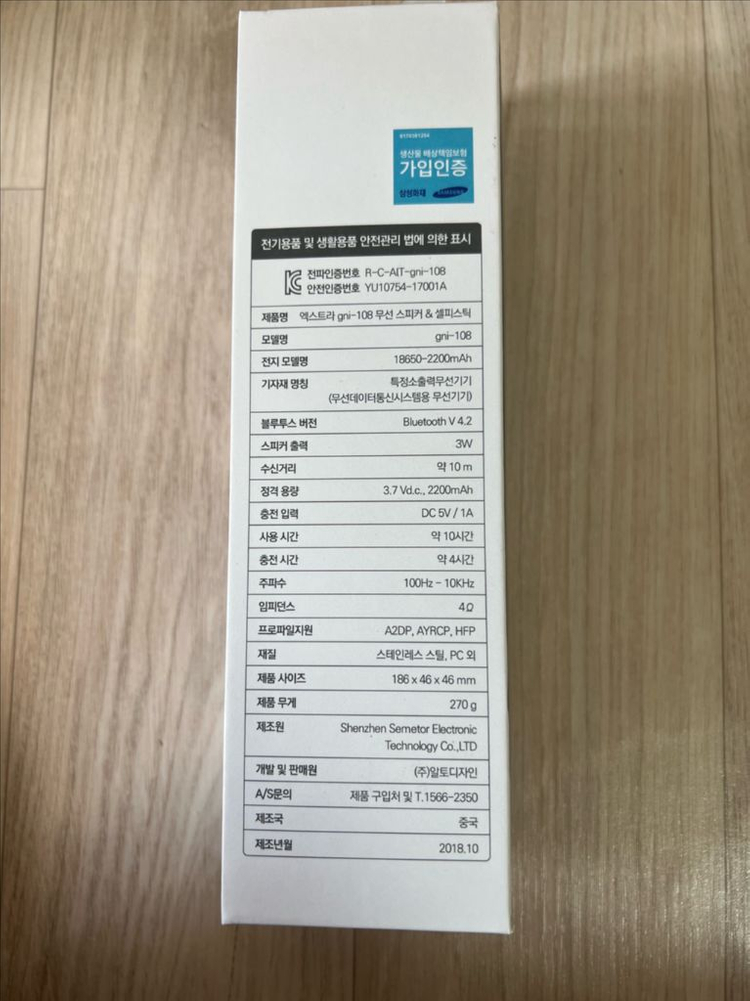 생산물 배상책임보험
가입인증
삼성화재 SAMSUNG
전기용품 및 생활용품 안전관리 법에 의한 표시
전파인증번호 R-C-AIT-gni-108
안전인증번호 YU10754-17001A
제품명 엑스트라 gni-108 무선 스피커 & 셀피스틱
모델명 gni-108
전지 모델명 18650-2200mAh
기자재 명칭 특정소출력무선기기
(무선데이터통신시스템용 무선기기)
블루투스 버전 Bluetooth V 4.2
스피커 출력 3W
수신거리 약 10 m
정격 용량 3.7 Vd.c., 2200mAh
충전 입력 DC 5V / 1A
사용 시간 약 10시간
충전 시간 약 4시간
주파수 100Hz - 10KHz
임피던스 4Ω
프로파일지원 A2DP, AYRCP, HFP
재질 스테인레스 스틸, PC 외
제품 사이즈 186 x 46 x 46 mm
제품 무게 270 g
제조원 Shenzhen Semetor Electronic
Technology Co.,LTD
개발 및 판매원 (주)알토디자인
A/S문의 제품 구입처 및 T.1566-2350
제조국 중국
제조년월 2018.10